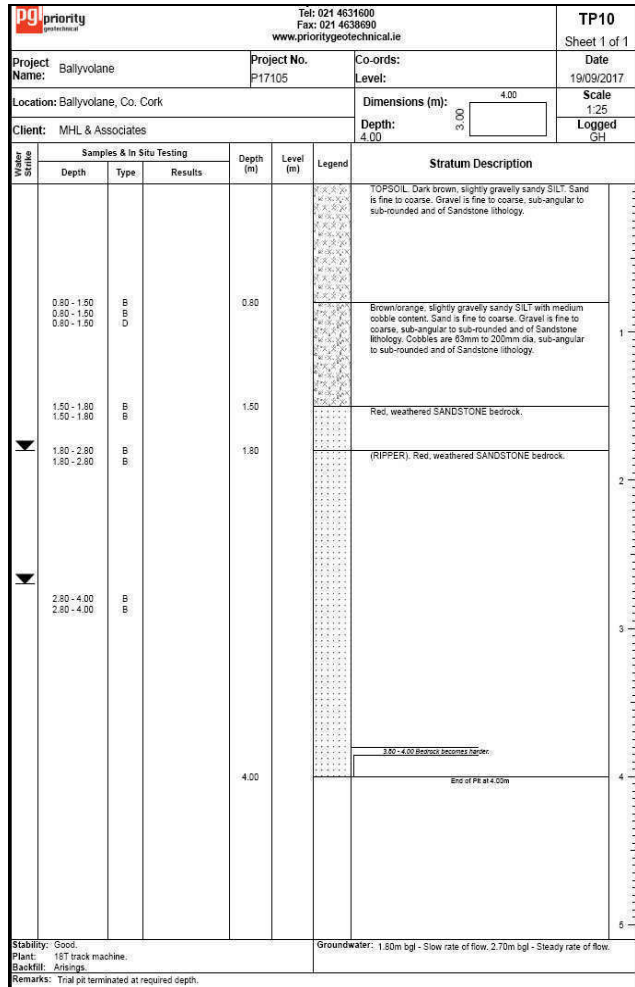 pg priority
geotechnical
Tel: 021 4631600
Fax: 021 4638690
www.prioritygeotechnical.ie
TP10
Sheet 1 of 1
Project Name: Ballyvolane
Project No.
P17105
Co-ords:
Level:
Date
19/09/2017
Location: Ballyvolane, Co. Cork
Dimensions (m):
4.00
3.00
Scale
1:25
Client: MHL & Associates
Depth:
4.00
Logged
GH
Water Strike
Samples & In Situ Testing
Depth
Type
Results
Depth (m)
Level (m)
Legend
Stratum Description
TOPSOIL. Dark brown, slightly gravelly sandy SILT. Sand
is fine to coarse. Gravel is fine to coarse, sub-angular to
sub-rounded and of Sandstone lithology.
0.80 - 1.50 B 0.80
0.80 - 1.50 B
0.80 - 1.50 D
Brown/orange, slightly gravelly sandy SILT with medium
cobble content. Sand is fine to coarse. Gravel is fine to
coarse, sub-angular to sub-rounded and of Sandstone
lithology. Cobbles are 63mm to 200mm dia, sub-angular
to sub-rounded and of Sandstone lithology.
1
1.50 - 1.80 B 1.50
1.50 - 1.80 B
Red, weathered SANDSTONE bedrock.
1.80 - 2.80 B 1.80
1.80 - 2.80 B
(RIPPER). Red, weathered SANDSTONE bedrock.
2
2.80 - 4.00 B
2.80 - 4.00 B
3
3.80 - 4.00 Bedrock becomes harder.
4.00
End of Pit at 4.00m
4
5
Stability: Good.
Plant: 18T track machine.
Backfill: Arisings.
Groundwater: 1.80m bgl - Slow rate of flow. 2.70m bgl - Steady rate of flow.
Remarks: Trial pit terminated at required depth.